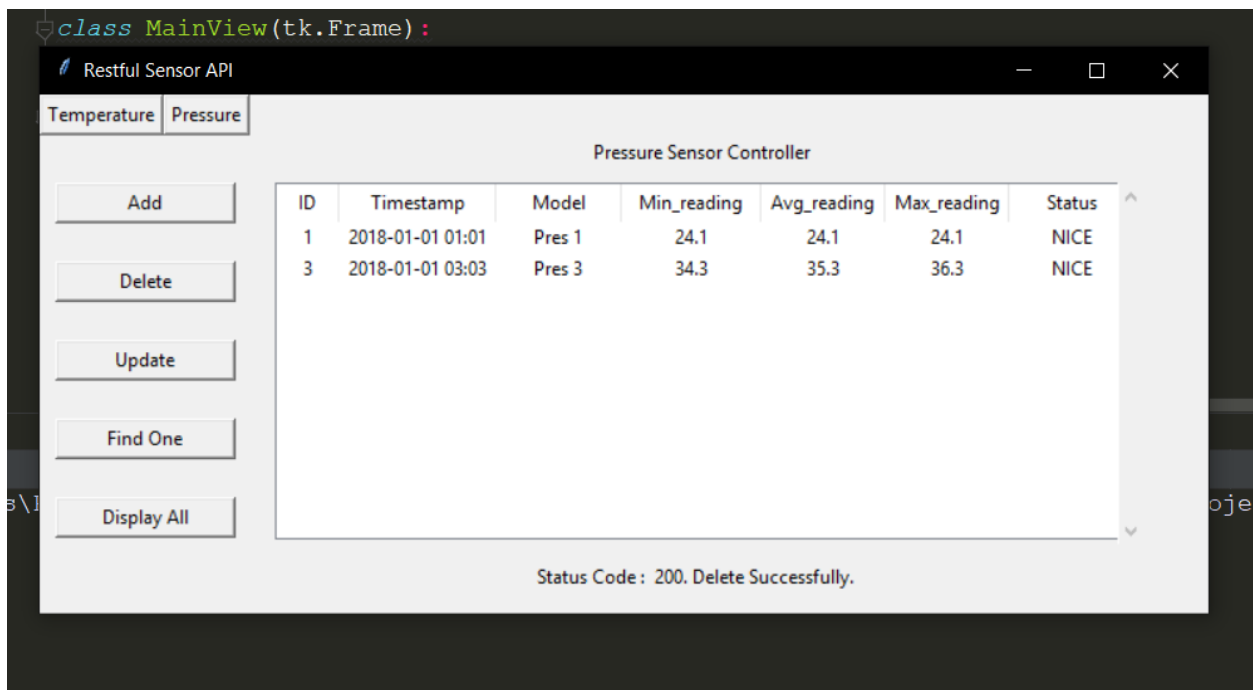 class MainView(tk.Frame):
Restful Sensor API
Temperature Pressure
Pressure Sensor Controller
Add
Delete
Update
Find One
Display All
ID Timestamp Model Min_reading Avg_reading Max_reading Status
1 2018-01-01 01:01 Pres 1 24.1 24.1 24.1 NICE
3 2018-01-01 03:03 Pres 3 34.3 35.3 36.3 NICE
s\
oje
Status Code : 200. Delete Successfully.